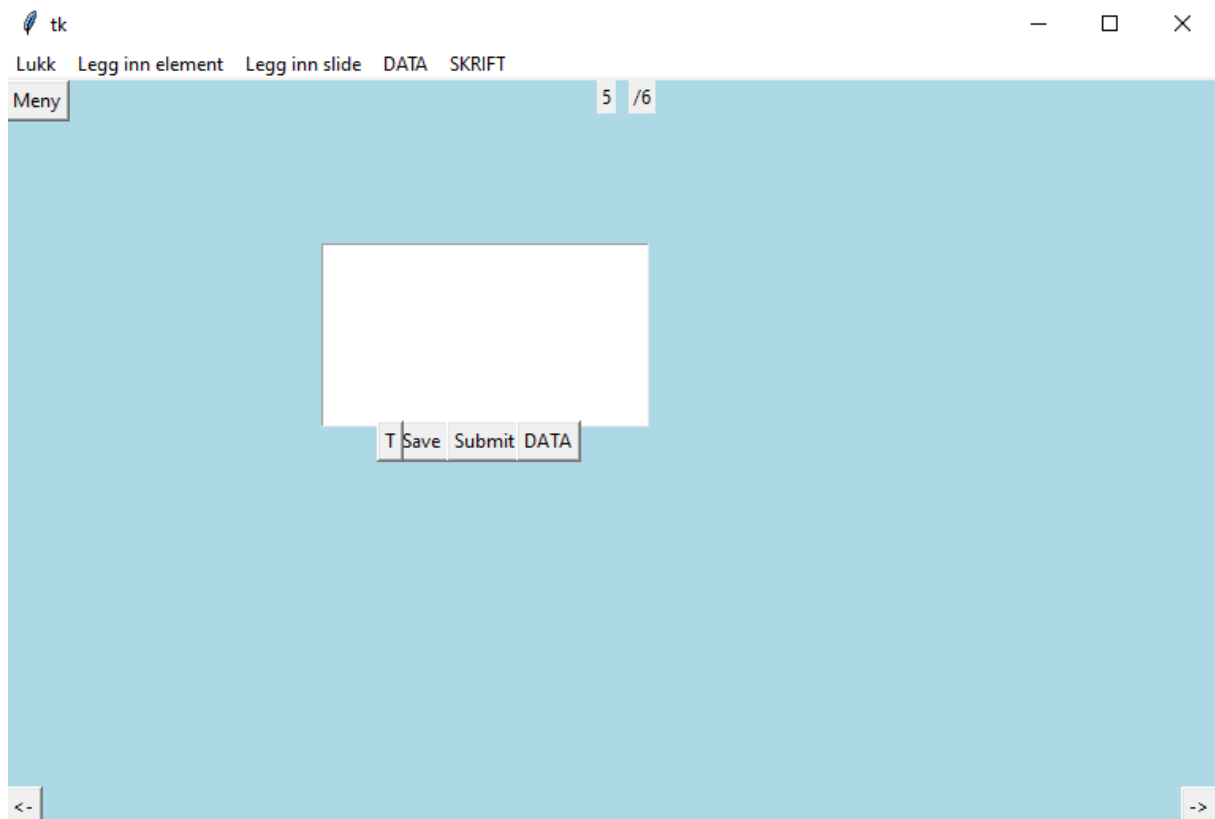 tk
Lukk Legg inn element Legg inn slide DATA SKRIFT
Meny 5 /6
T Save Submit DATA
<- ->